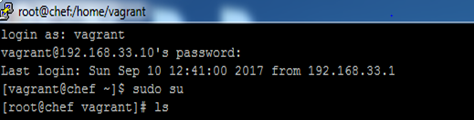 root@chef:/home/vagrant
login as: vagrant
vagrant@192.168.33.10's password:
Last login: Sun Sep 10 12:41:00 2017 from 192.168.33.1
[vagrant@chef ~]$ sudo su
[root@chef vagrant]# ls